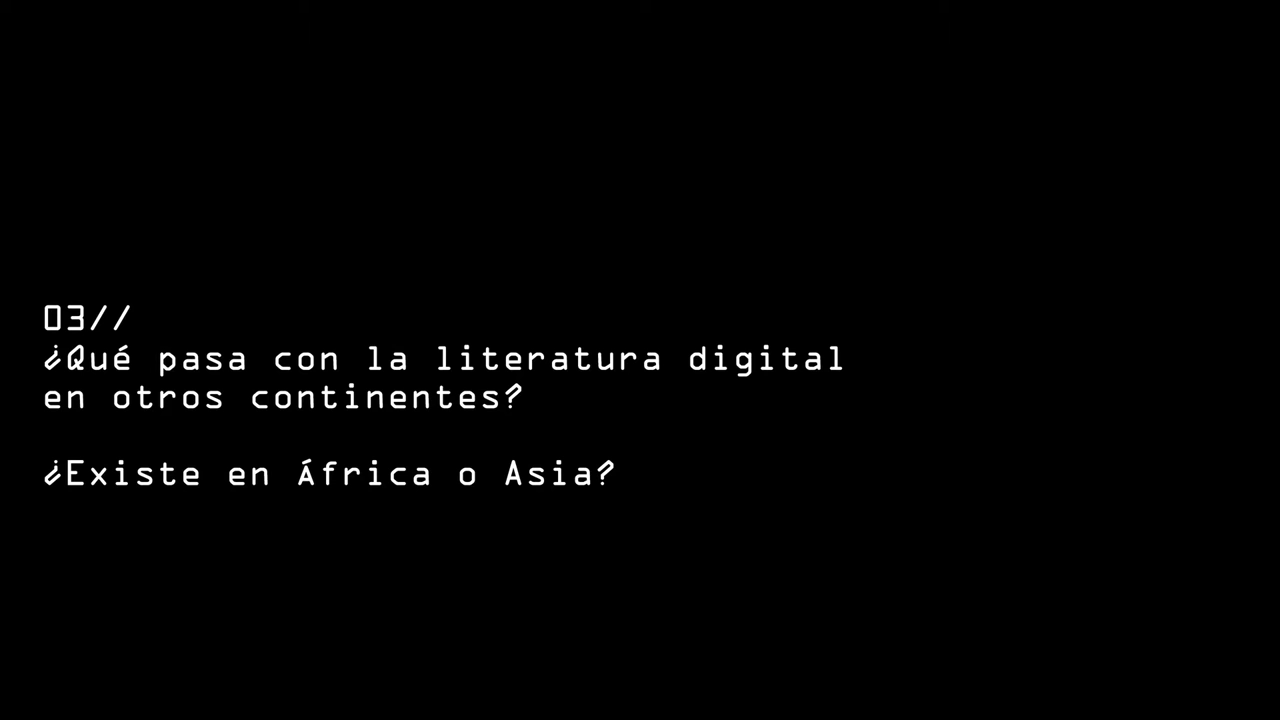 03//
¿Qué pasa con la literatura digital
en otros continentes?
¿Existe en África o Asia?